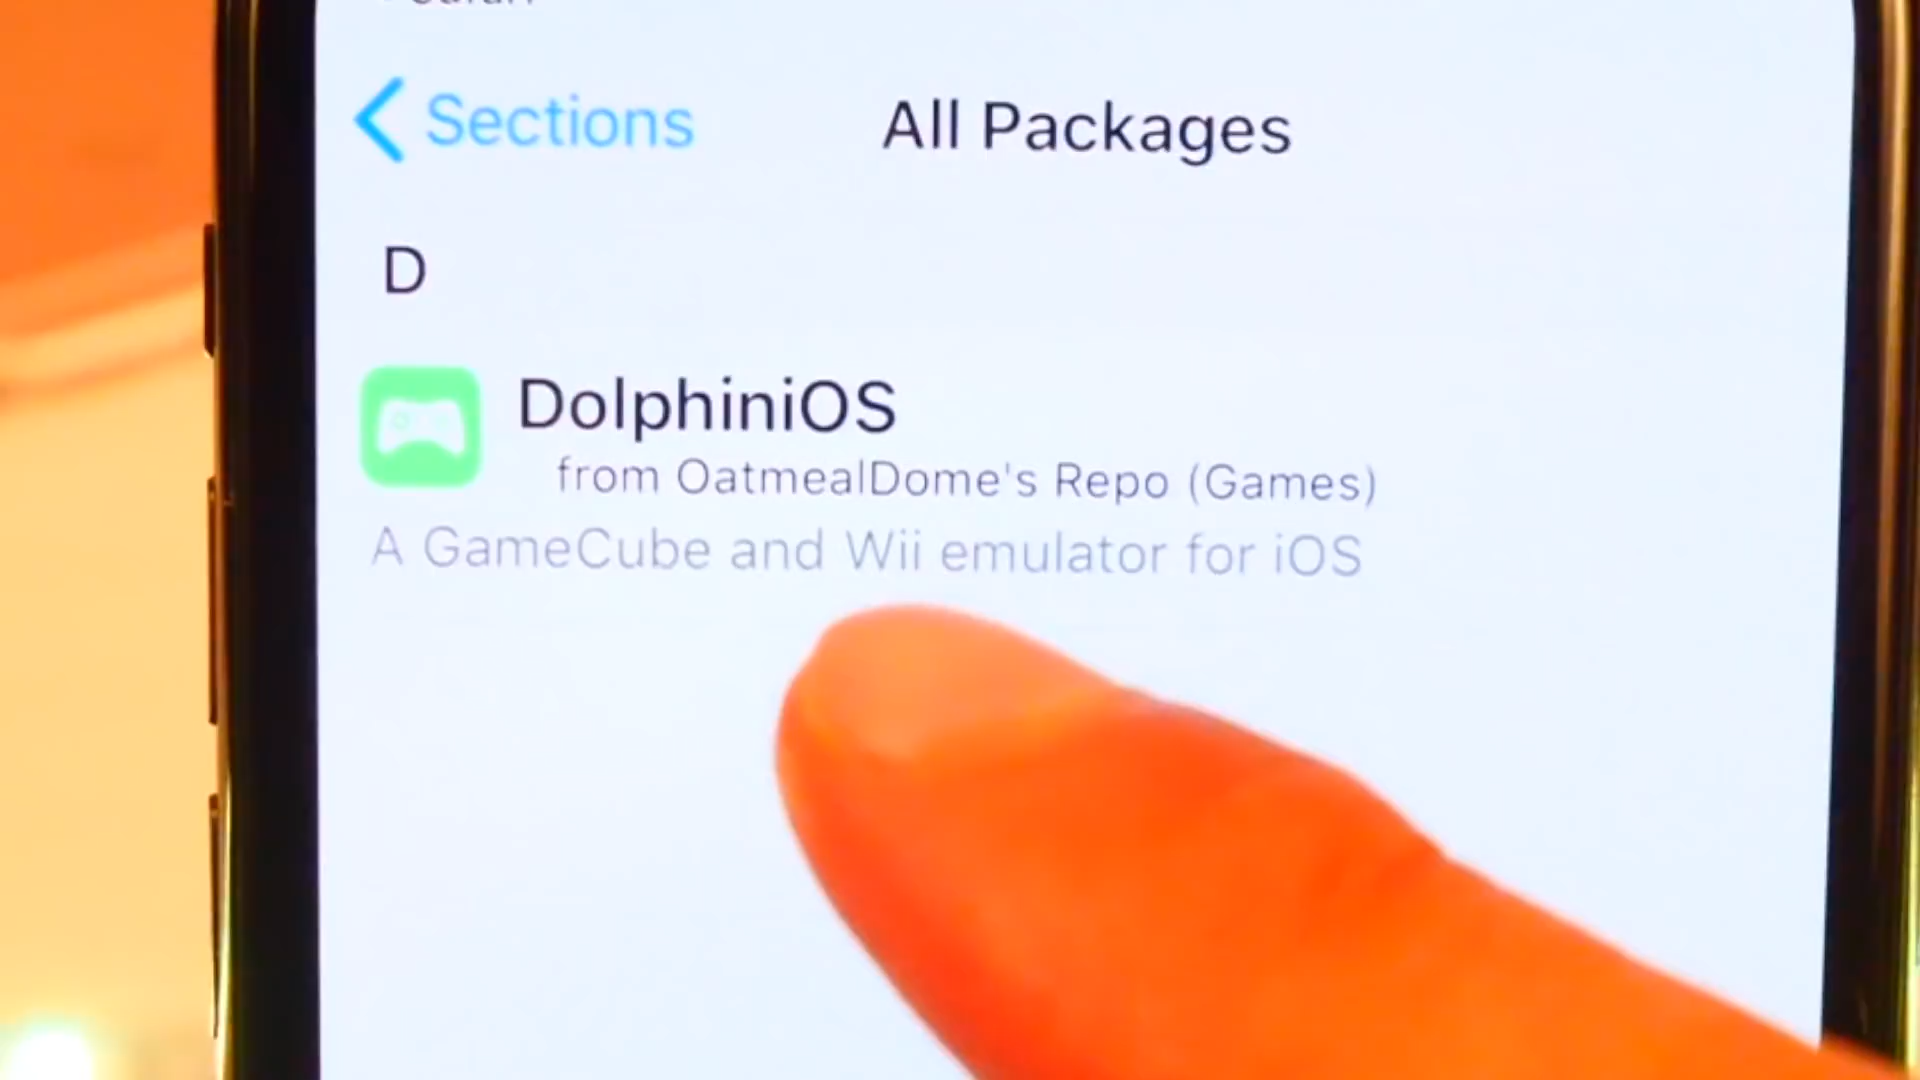 Sections
All Packages
D
DolphiniOS
from OatmealDome's Repo (Games)
A GameCube and Wii emulator for iOS